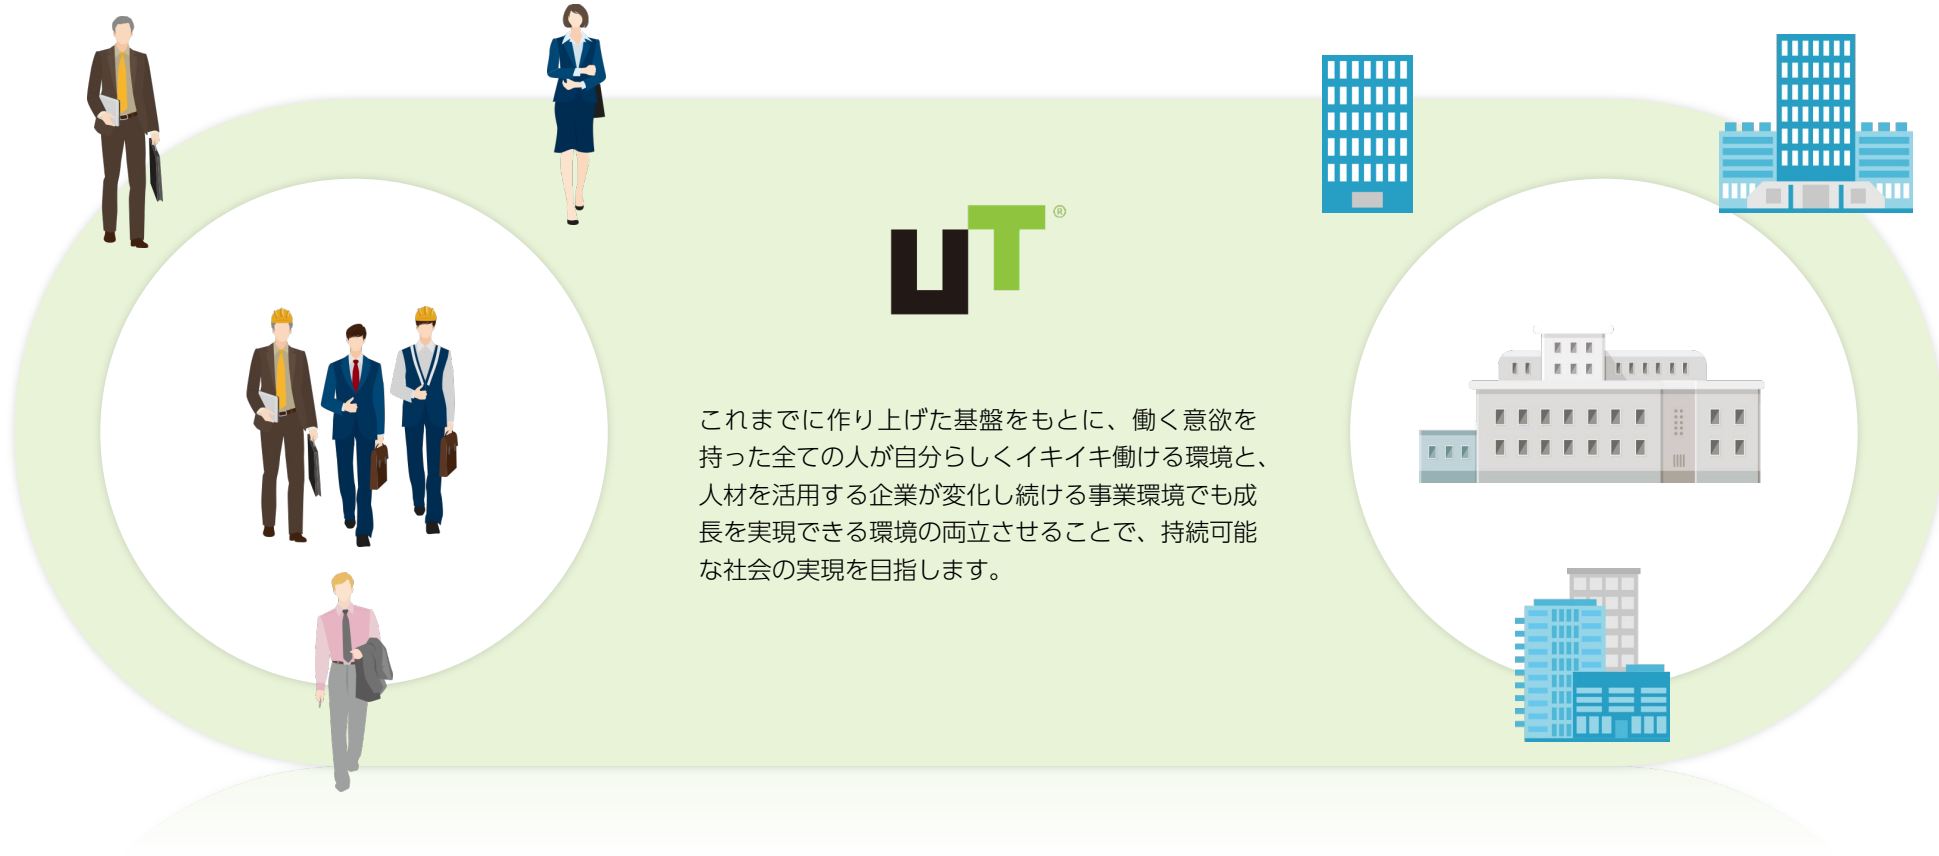 UT®
これまでに作り上げた基盤をもとに、働く意欲を
持った全ての人が自分らしくイキイキ働ける環境と、
人材を活用する企業が変化し続ける事業環境でも成
長を実現できる環境の両立させることで、持続可能
な社会の実現を目指します。